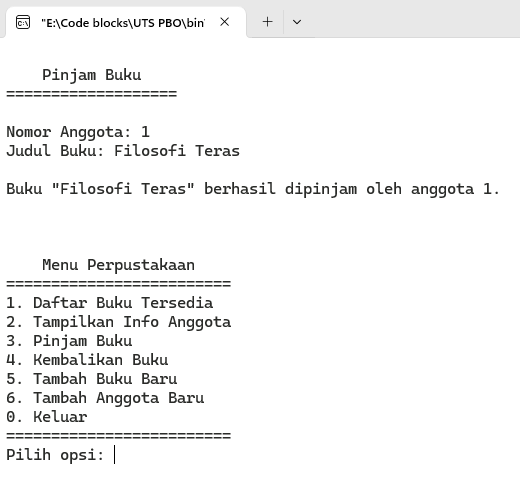 "E:\Code blocks\UTS PBO\bin
Pinjam Buku
===================
Nomor Anggota: 1
Judul Buku: Filosofi Teras
Buku "Filosofi Teras" berhasil dipinjam oleh anggota 1.
Menu Perpustakaan
=========================
1. Daftar Buku Tersedia
2. Tampilkan Info Anggota
3. Pinjam Buku
4. Kembalikan Buku
5. Tambah Buku Baru
6. Tambah Anggota Baru
0. Keluar
=========================
Pilih opsi: